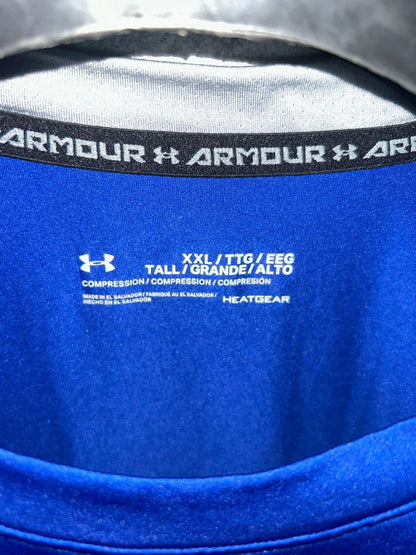 ARMOUR ARMOUR AR
XXL / TTG / EEG
TALL / GRANDE / ALTO
COMPRESSION / COMPRESSION / COMPRESIÓN
MADE IN EL SALVADOR / FABRIQUÉ AU EL SALVADOR /
HECHO EN EL SALVADOR
HEATGEAR